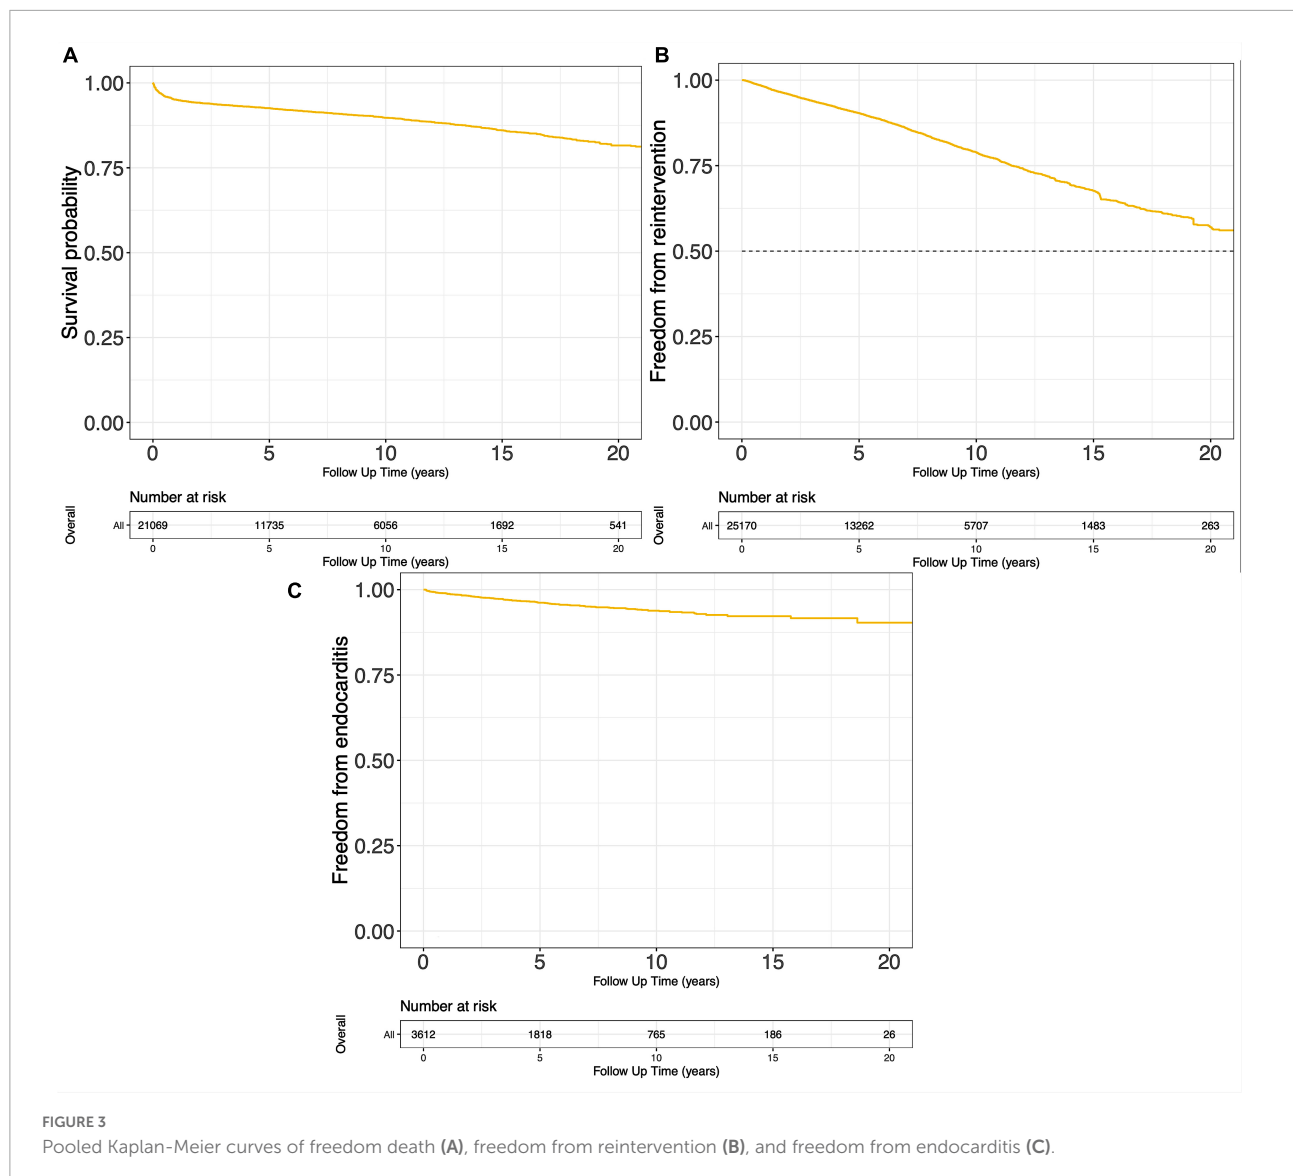 A
1.00
0.75
0.50
0.25
0.00
Survival probability
0 5 10 15 20
Follow Up Time (years)
Number at risk
Overall
All 21069 11735 6056 1692 541
0 5 10 15 20
Follow Up Time (years)
B
1.00
0.75
0.50
0.25
0.00
Freedom from reintervention
0 5 10 15 20
Follow Up Time (years)
Number at risk
Overall
All 25170 13262 5707 1483 263
0 5 10 15 20
Follow Up Time (years)
C
1.00
0.75
0.50
0.25
0.00
Freedom from endocarditis
0 5 10 15 20
Follow Up Time (years)
Number at risk
Overall
All 3612 1818 765 186 26
0 5 10 15 20
Follow Up Time (years)
FIGURE 3
Pooled Kaplan-Meier curves of freedom death (A), freedom from reintervention (B), and freedom from endocarditis (C).